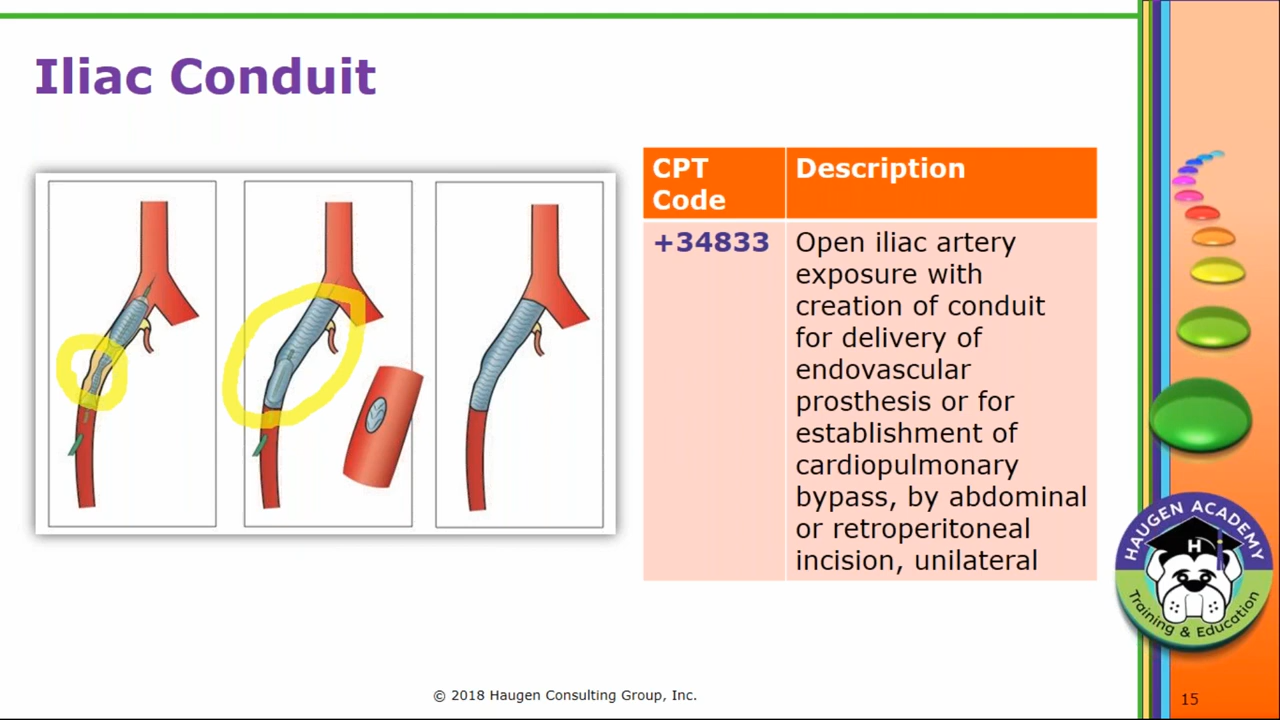 Iliac Conduit
CPT
Code
Description
+34833
Open iliac artery
exposure with
creation of conduit
for delivery of
endovascular
prosthesis or for
establishment of
cardiopulmonary
bypass, by abdominal
or retroperitoneal
incision, unilateral
HAUGEN ACADEMY
H
Training & Education
© 2018 Haugen Consulting Group, Inc.
15